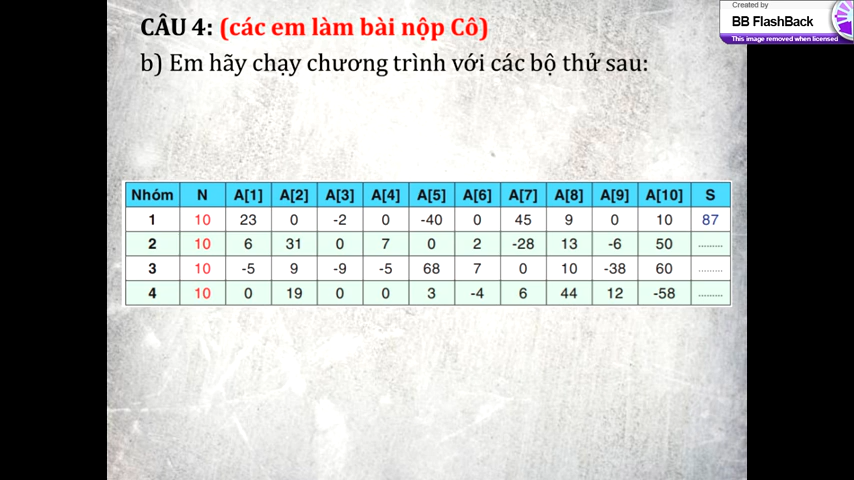 CÂU 4: (các em làm bài nộp Cô)
b) Em hãy chạy chương trình với các bộ thử sau:
Nhóm N A[1] A[2] A[3] A[4] A[5] A[6] A[7] A[8] A[9] A[10] S
1 10 23 0 -2 0 -40 0 45 9 0 10 87
2 10 6 31 0 7 0 2 -28 13 -6 50 .........
3 10 -5 9 -9 -5 68 7 0 10 -38 60 .........
4 10 0 19 0 0 3 -4 6 44 12 -58 .........
Created by
BB FlashBack
This image removed when licensed